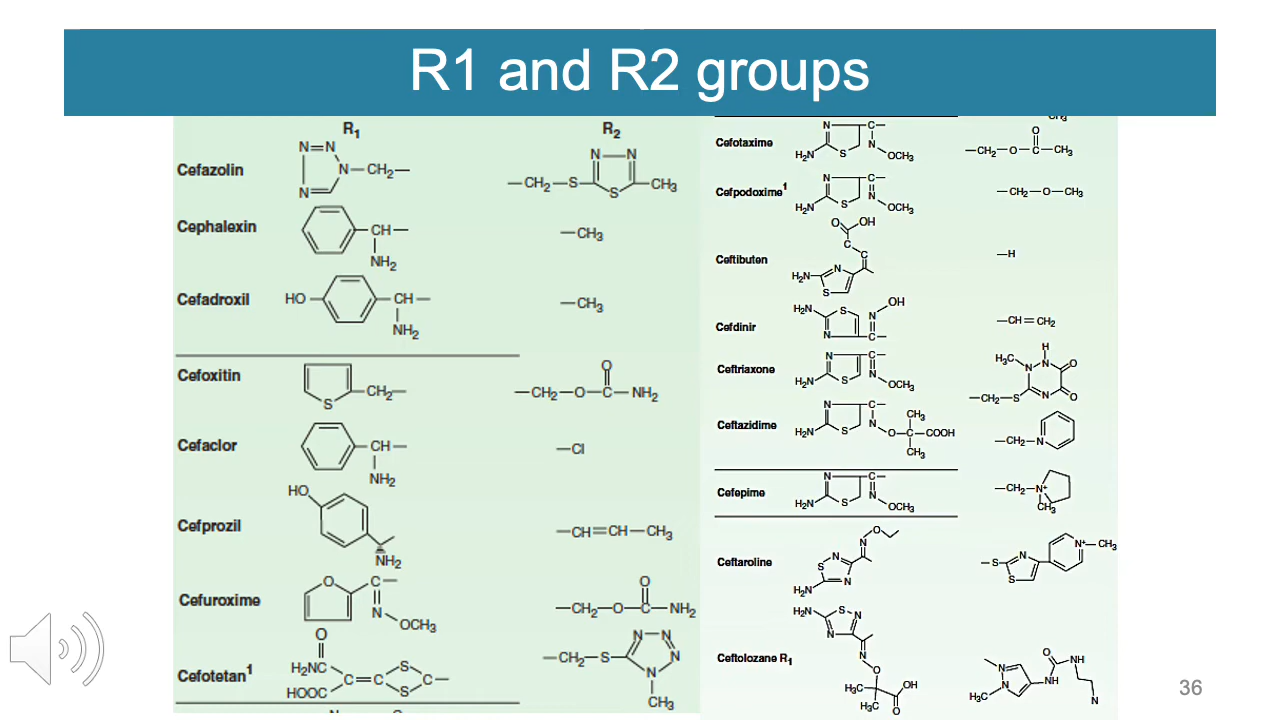 R1 and R2 groups
R1 R2
Cefazolin N N N N CH2 CH2 S N N S CH3
Cephalexin CH NH2 CH3
Cefadroxil HO CH NH2 CH3
Cefoxitin S CH2 CH2 O C O NH2
Cefaclor CH NH2 Cl
Cefprozil HO NH2 CH=CH CH3
Cefuroxime O C N OCH3 CH2 O C O NH2
Cefotetan1 O H2NC HOOC C=C S S C CH2 S N N N N CH3
CH3
Cefotaxime N H2N S C N OCH3 CH2 O C O CH3
Cefpodoxime1 N H2N S C N OCH3 CH2 O CH3
Ceftibuten O OH C C H2N N S H
Cefdinir H2N S N N OH C CH=CH2
Ceftriaxone N H2N S C N OCH3 H3C N H N O O N CH2 S
Ceftazidime N H2N S C N O C CH3 CH3 COOH CH2 N
Cefepime N H2N S C N OCH3 CH2 N+ CH3
Ceftaroline O N S N N H2N S N S N+ CH3
Ceftolozane R1 H2N S N N N O H3C H3C OH O N+ N H3C O NH NH N
36